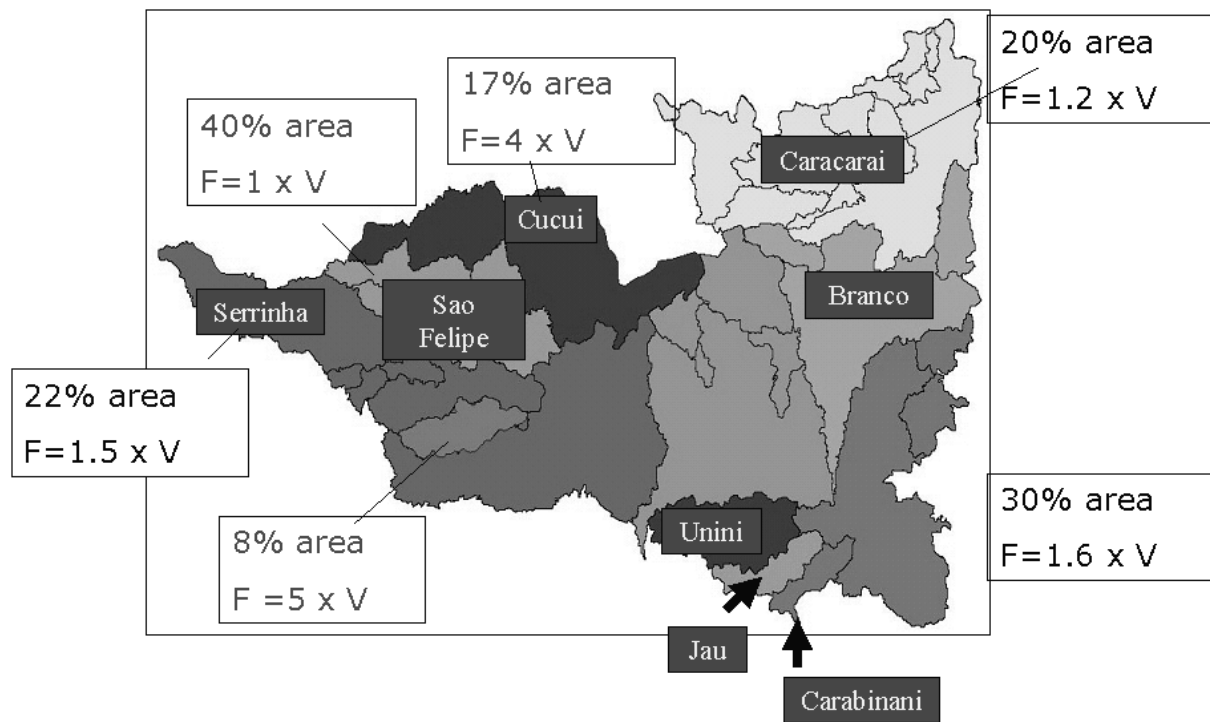 20% area
F=1.2 x V
17% area
F=4 x V
40% area
F=1 x V
Caracarai
Cucui
Branco
Serrinha
Sao
Felipe
22% area
F=1.5 x V
30% area
F=1.6 x V
8% area
F =5 x V
Unini
Jau
Carabinani